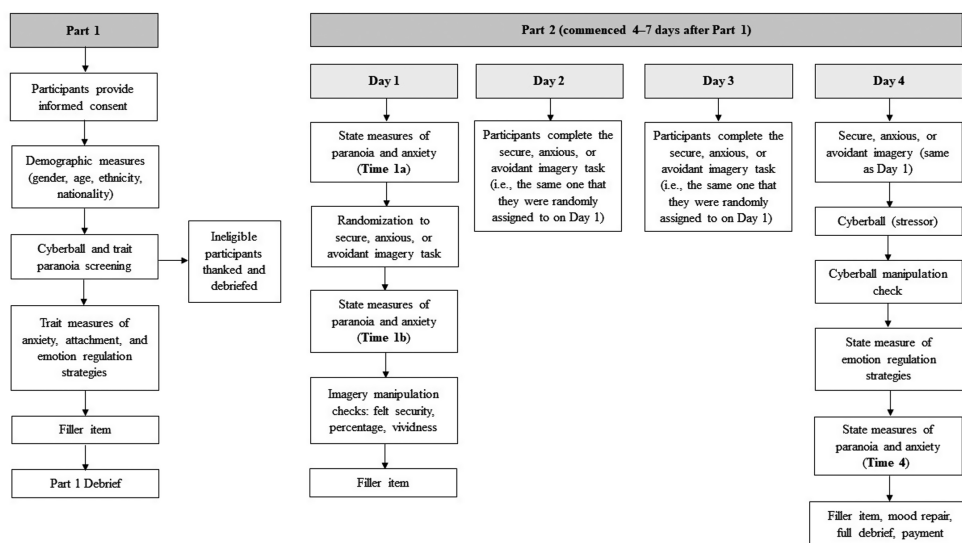 Part 1
Participants provide
informed consent
Demographic measures
(gender, age, ethnicity,
nationality)
Cyberball and trait
paranoia screening
Ineligible
participants
thanked and
debriefed
Trait measures of
anxiety, attachment, and
emotion regulation
strategies
Filler item
Part 1 Debrief
Part 2 (commenced 4–7 days after Part 1)
Day 1
State measures of
paranoia and anxiety
(Time 1a)
Randomization to
secure, anxious, or
avoidant imagery task
State measures of
paranoia and anxiety
(Time 1b)
Imagery manipulation
checks: felt security,
percentage, vividness
Filler item
Day 2
Participants complete the
secure, anxious, or
avoidant imagery task
(i.e., the same one that
they were randomly
assigned to on Day 1)
Day 3
Participants complete the
secure, anxious, or
avoidant imagery task
(i.e., the same one that
they were randomly
assigned to on Day 1)
Day 4
Secure, anxious, or
avoidant imagery (same
as Day 1)
Cyberball (stressor)
Cyberball manipulation
check
State measure of
emotion regulation
strategies
State measures of
paranoia and anxiety
(Time 4)
Filler item, mood repair,
full debrief, payment